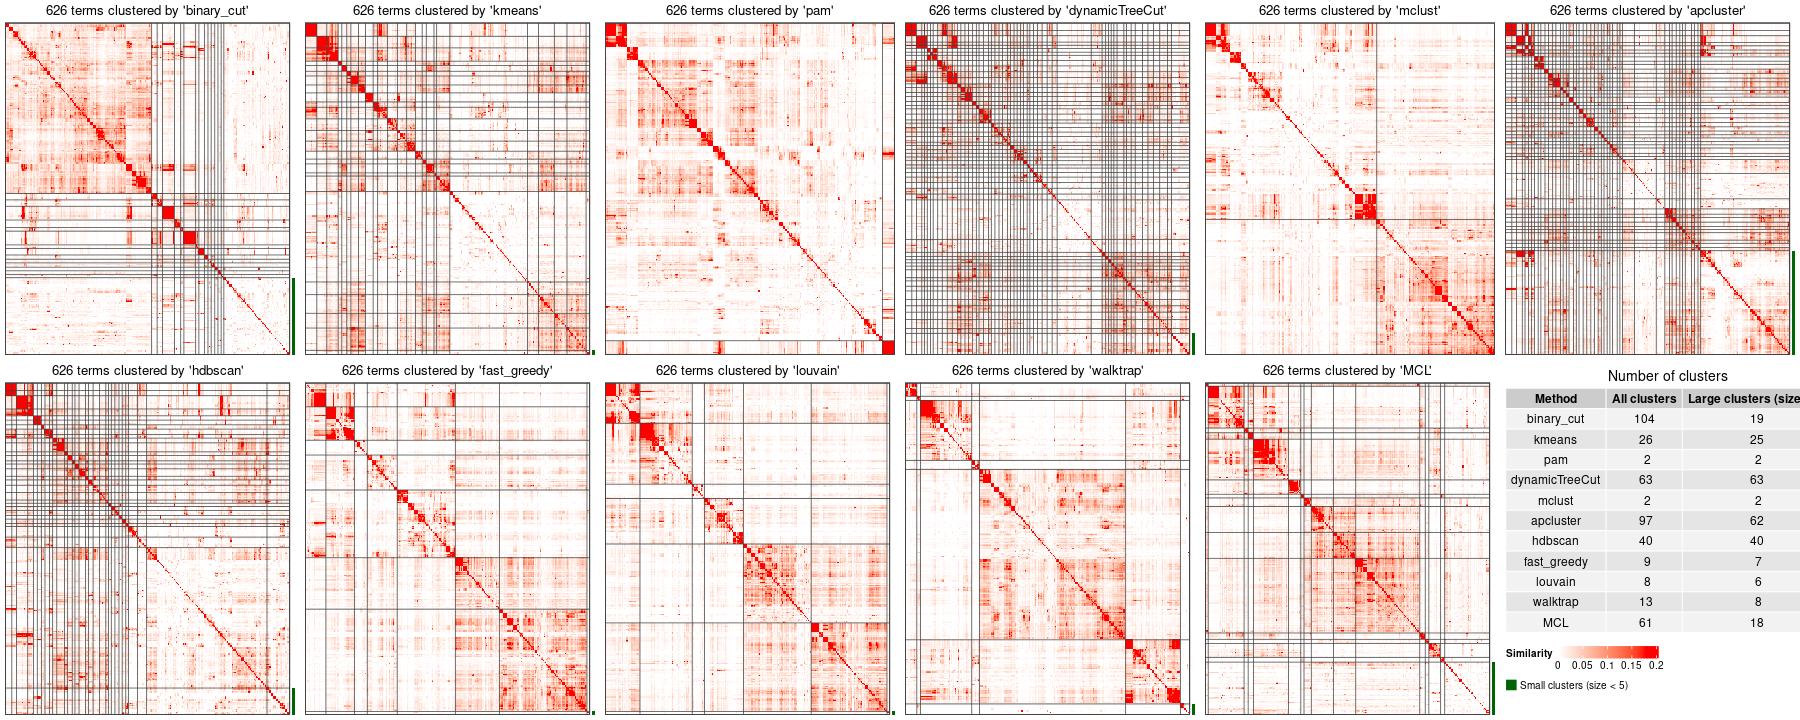 626 terms clustered by 'binary_cut'
626 terms clustered by 'kmeans'
626 terms clustered by 'pam'
626 terms clustered by 'dynamicTreeCut'
626 terms clustered by 'mclust'
626 terms clustered by 'apcluster'
626 terms clustered by 'hdbscan'
626 terms clustered by 'fast_greedy'
626 terms clustered by 'louvain'
626 terms clustered by 'walktrap'
626 terms clustered by 'MCL'
Number of clusters
Method All clusters Large clusters (size
binary_cut 104 19
kmeans 26 25
pam 2 2
dynamicTreeCut 63 63
mclust 2 2
apcluster 97 62
hdbscan 40 40
fast_greedy 9 7
louvain 8 6
walktrap 13 8
MCL 61 18
Similarity
0 0.05 0.1 0.15 0.2
Small clusters (size < 5)